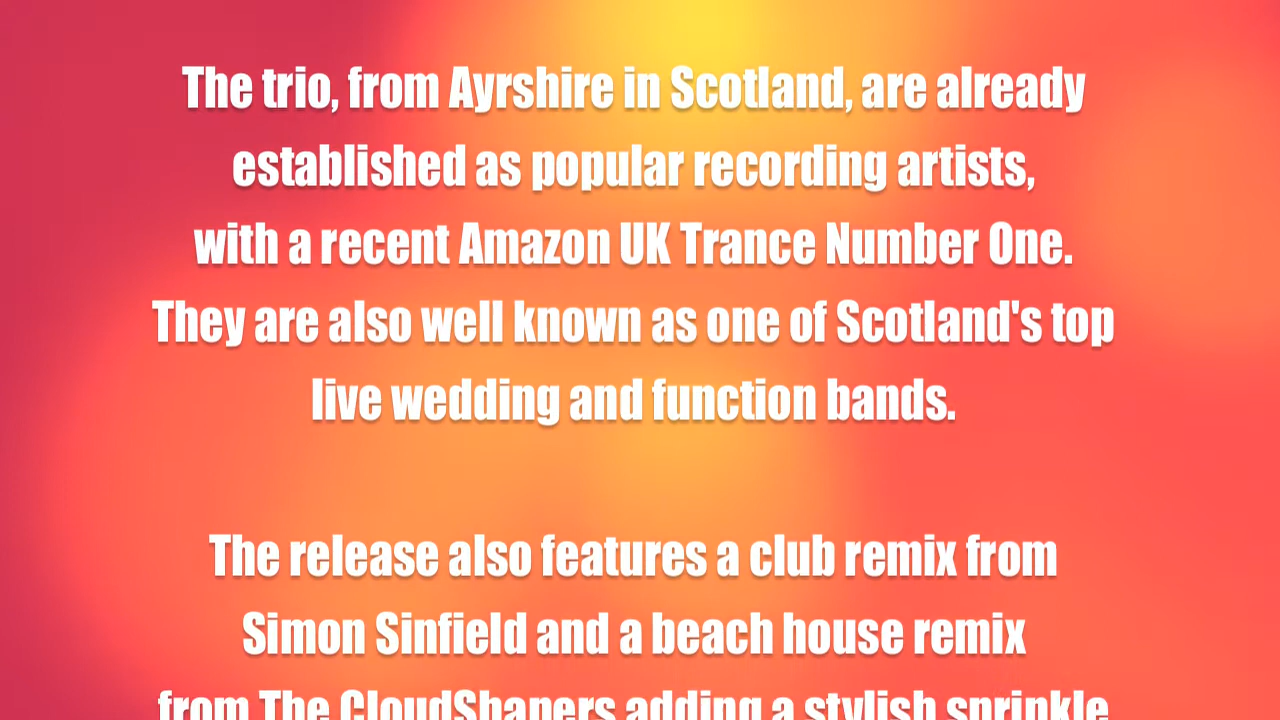 The trio, from Ayrshire in Scotland, are already
established as popular recording artists,
with a recent Amazon UK Trance Number One.
They are also well known as one of Scotland's top
live wedding and function bands.
The release also features a club remix from
Simon Sinfield and a beach house remix
from The CloudShapers adding a stylish sprinkle